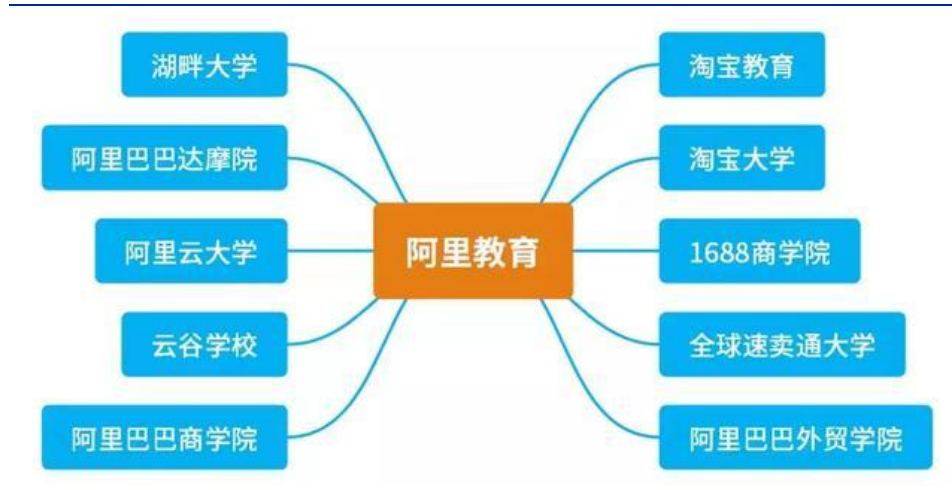 湖畔大学
阿里巴巴达摩院
阿里云大学
云谷学校
阿里巴巴商学院
阿里教育
淘宝教育
淘宝大学
1688商学院
全球速卖通大学
阿里巴巴外贸学院